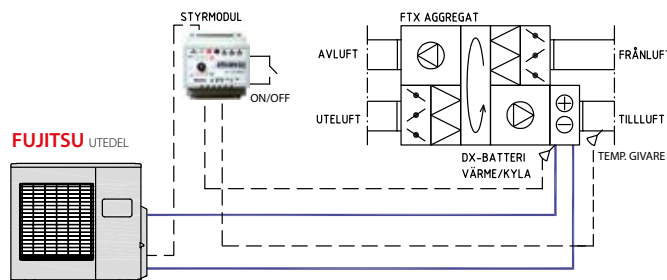 STYRMODUL
FTX AGGREGAT
AVLUFT
FRÅNLUFT
ON/OFF
UTELUFT
TILLLUFT
FUJITSU UTEDEL
DX-BATTERI
VÄRME/KYLA
TEMP. GIVARE